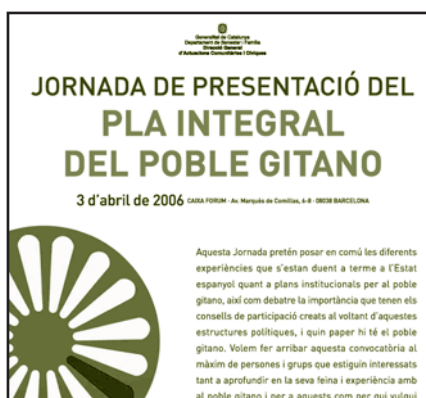 Generalitat de Catalunya
Departament de Benestar i Família
Direcció General
d'Actuacions Comunitàries i Cíviques
JORNADA DE PRESENTACIÓ DEL
PLA INTEGRAL
DEL POBLE GITANO
3 d'abril de 2006 CAIXA FORUM - Av. Marquès de Comillas, 6-8 - 08038 BARCELONA
Aquesta Jornada pretén posar en comú les diferents
experiències que s'estan duent a terme a l'Estat
espanyol quant a plans institucionals per al poble
gitano, així com debatre la importància que tenen els
consells de participació creats al voltant d'aquestes
estructures polítiques, i quin paper hi té el poble
gitano. Volem fer arribar aquesta convocatòria al
màxim de persones i grups que estiguin interessats
tant a aprofundir en la seva feina i experiència amb
al poble gitano i per a aquests com per qui vulgui